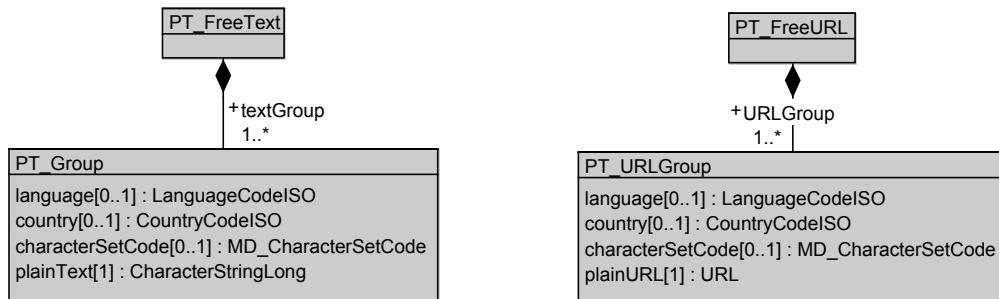 PT_FreeText
+textGroup
1..*
PT_Group
language[0..1] : LanguageCodeISO
country[0..1] : CountryCodeISO
characterSetCode[0..1] : MD_CharacterSetCode
plainText[1] : CharacterStringLong
PT_FreeURL
+URLGroup
1..*
PT_URLGroup
language[0..1] : LanguageCodeISO
country[0..1] : CountryCodeISO
characterSetCode[0..1] : MD_CharacterSetCode
plainURL[1] : URL